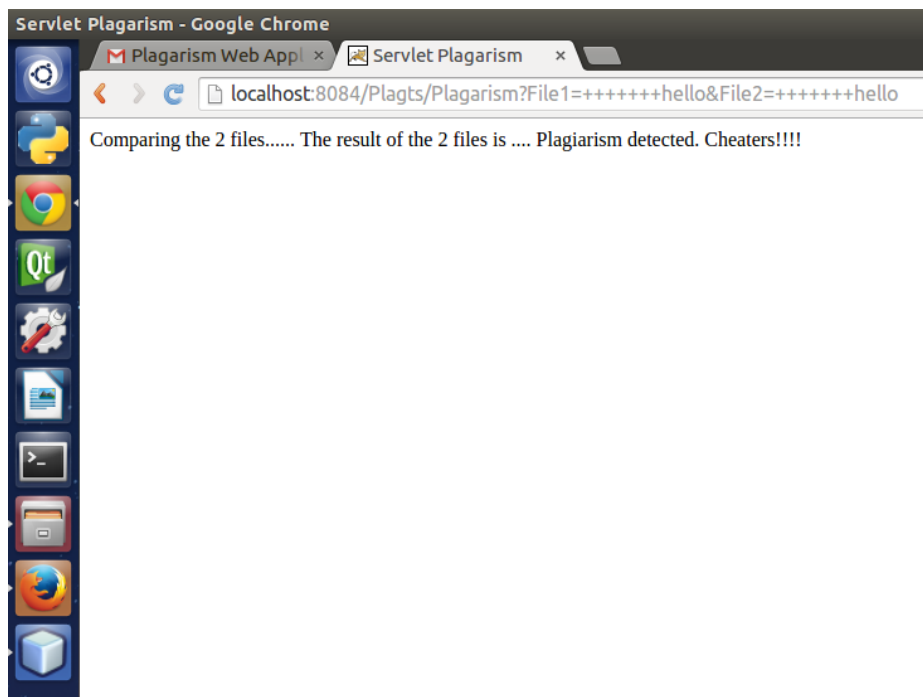 Servlet Plagarism - Google Chrome
Plagarism Web Appl × Servlet Plagarism ×
localhost:8084/Plagts/Plagarism?File1=+++++++hello&File2=+++++++hello
Comparing the 2 files...... The result of the 2 files is .... Plagiarism detected. Cheaters!!!!
Qt
>_